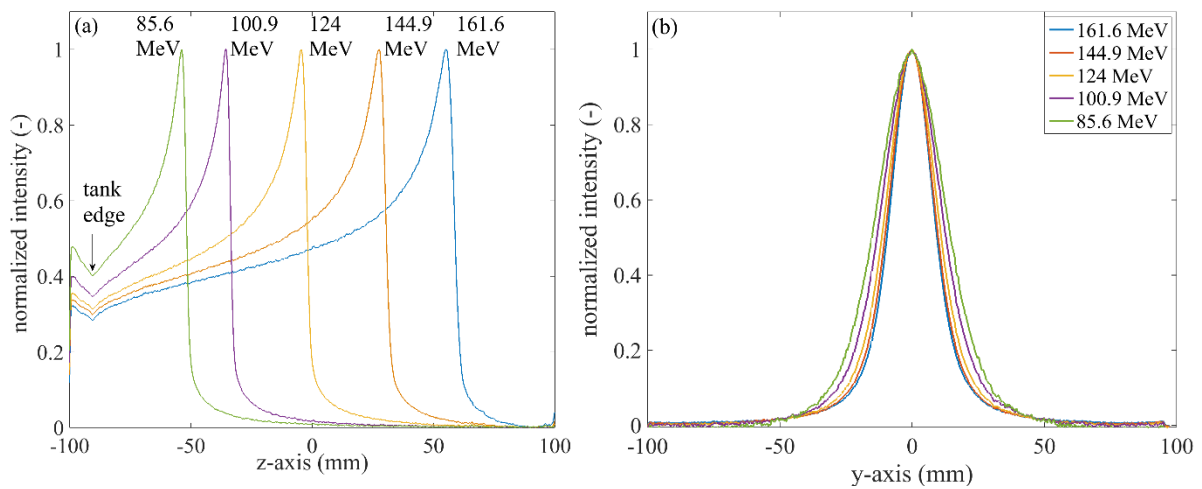 (a)
85.6
MeV
100.9
MeV
124
MeV
144.9
MeV
161.6
MeV
tank
edge
normalized intensity (-)
1
0.8
0.6
0.4
0.2
0
-100
-50
0
50
100
z-axis (mm)
(b)
161.6 MeV
144.9 MeV
124 MeV
100.9 MeV
85.6 MeV
normalized intensity (-)
1
0.8
0.6
0.4
0.2
0
-100
-50
0
50
100
y-axis (mm)